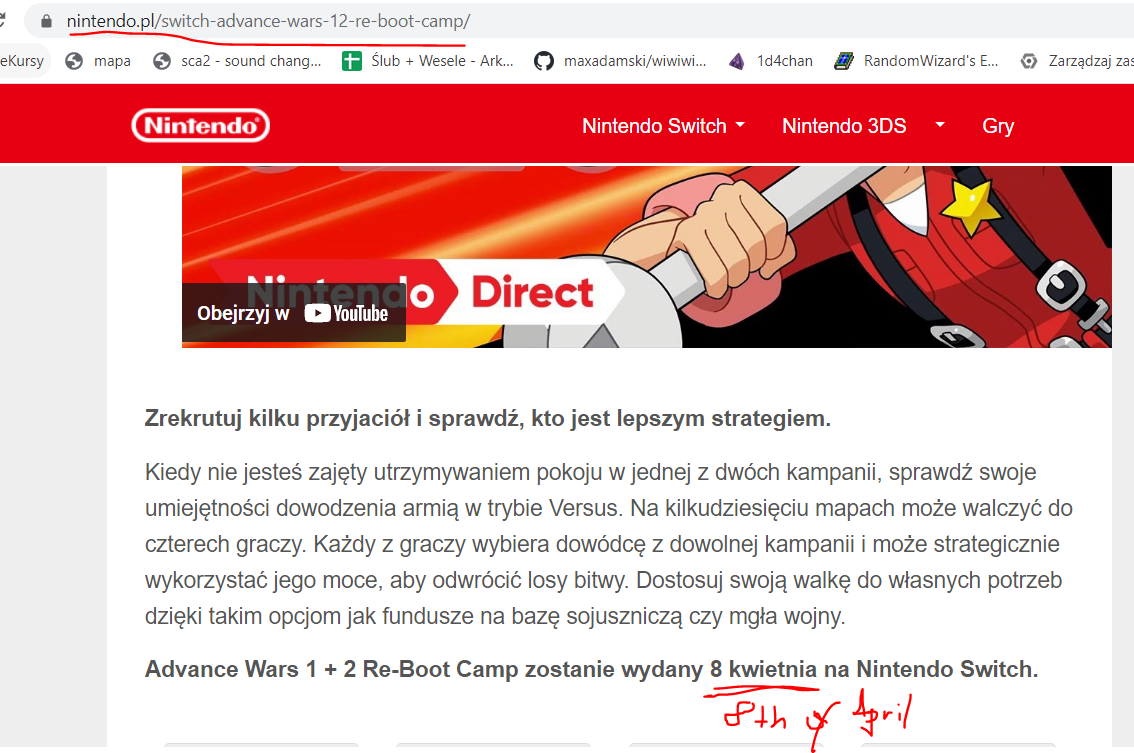 nintendo.pl/switch-advance-wars-12-re-boot-camp/
eKursy mapa sca2 - sound chang... Ślub + Wesele - Ark... maxadamski/wiwiwi... 1d4chan RandomWizard's E... Zarządzaj zas
Nintendo Nintendo Switch Nintendo 3DS Gry
Nintendo Direct
Obejrzyj w YouTube
Zrekrutuj kilku przyjaciół i sprawdź, kto jest lepszym strategiem.
Kiedy nie jesteś zajęty utrzymywaniem pokoju w jednej z dwóch kampanii, sprawdź swoje
umiejętności dowodzenia armią w trybie Versus. Na kilkudziesięciu mapach może walczyć do
czterech graczy. Każdy z graczy wybiera dowódcę z dowolnej kampanii i może strategicznie
wykorzystać jego moce, aby odwrócić losy bitwy. Dostosuj swoją walkę do własnych potrzeb
dzięki takim opcjom jak fundusze na bazę sojuszniczą czy mgła wojny.
Advance Wars 1 + 2 Re-Boot Camp zostanie wydany 8 kwietnia na Nintendo Switch.
8th of April